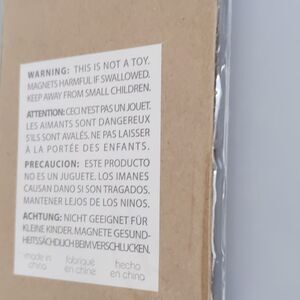 WARNING: THIS IS NOT A TOY.
MAGNETS HARMFUL IF SWALLOWED.
KEEP AWAY FROM SMALL CHILDREN.
ATTENTION: CECI N'EST PAS UN JOUET.
LES AIMANTS SONT DANGEREUX
S'ILS SONT AVALÉS. NE PAS LAISSER
À LA PORTÉE DES ENFANTS.
PRECAUCION: ESTE PRODUCTO
NO ES UN JUGUETE. LOS IMANES
CAUSAN DANO SI SON TRAGADOS.
MANTENER LEJOS DE LOS NINOS.
ACHTUNG: NICHT GEEIGNET FÜR
KLEINE KINDER. MAGNETE GESUND-
HEITSSÄCHDLICH BEIM VERSCHLUCKEN.
made in fabriqué hecho
china en chine en china